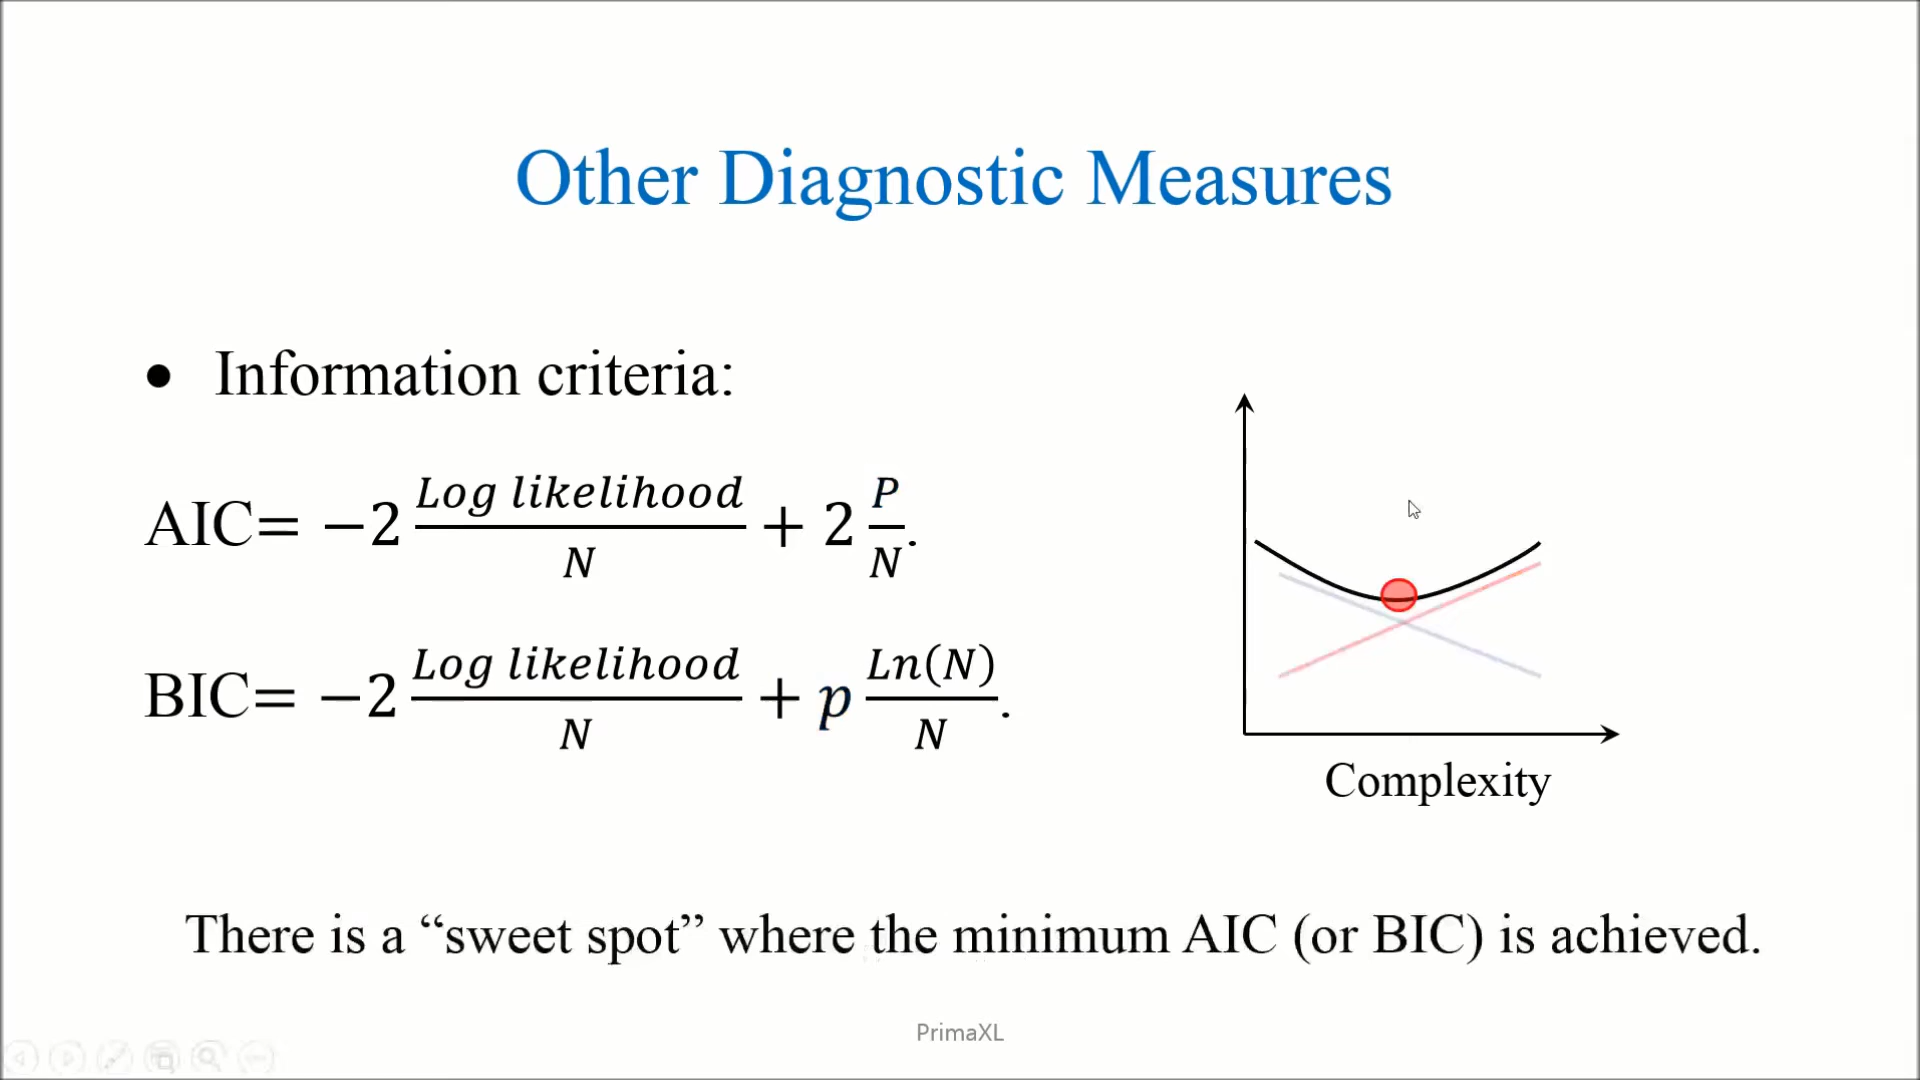 Other Diagnostic Measures
• Information criteria:
AIC= −2 Log likelihood / N + 2 P / N.
BIC= −2 Log likelihood / N + p Ln(N) / N.
Complexity
There is a “sweet spot” where the minimum AIC (or BIC) is achieved.
PrimaXL